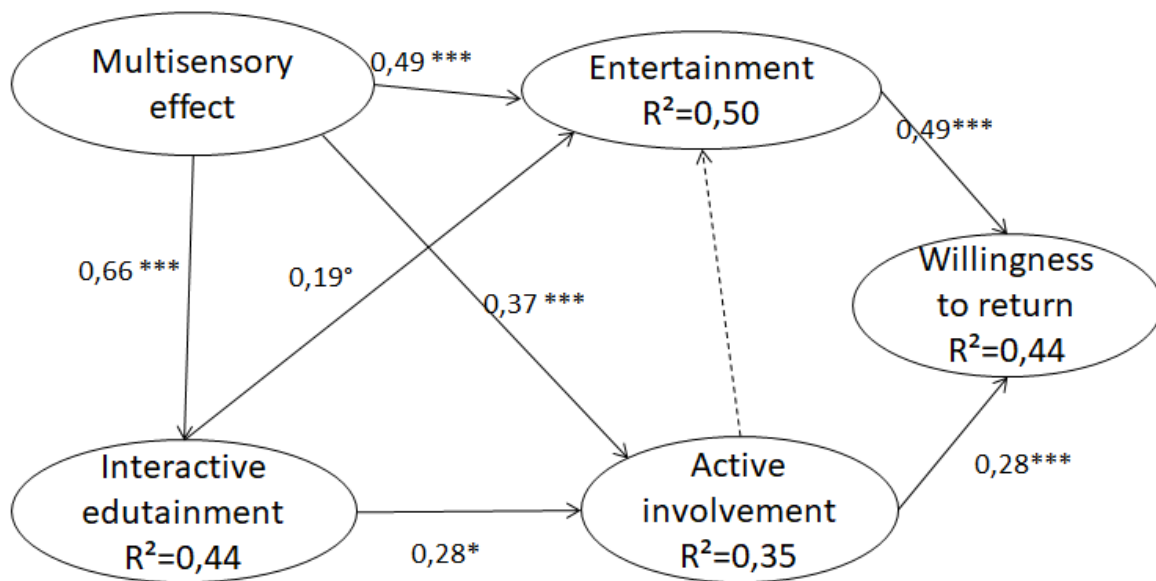 Multisensory
effect
0,49 ***
Entertainment
R²=0,50
0,49***
0,66 ***
0,19°
0,37 ***
Willingness
to return
R²=0,44
Interactive
edutainment
R²=0,44
0,28*
Active
involvement
R²=0,35
0,28***